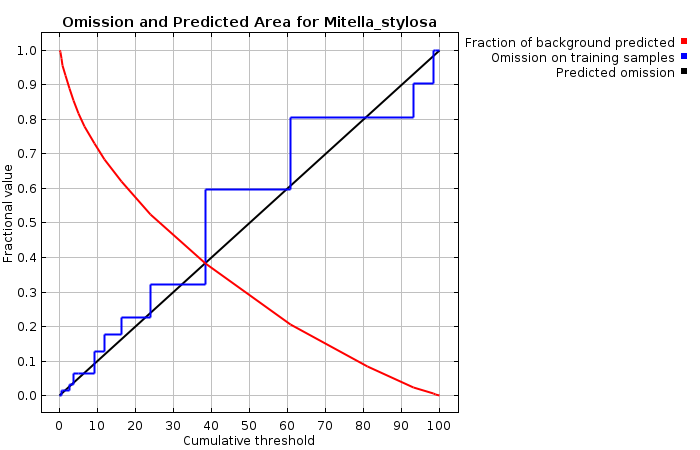 Omission and Predicted Area for Mitella_stylosa
Fraction of background predicted
Omission on training samples
Predicted omission
Fractional value
1.0
0.9
0.8
0.7
0.6
0.5
0.4
0.3
0.2
0.1
0.0
0 10 20 30 40 50 60 70 80 90 100
Cumulative threshold